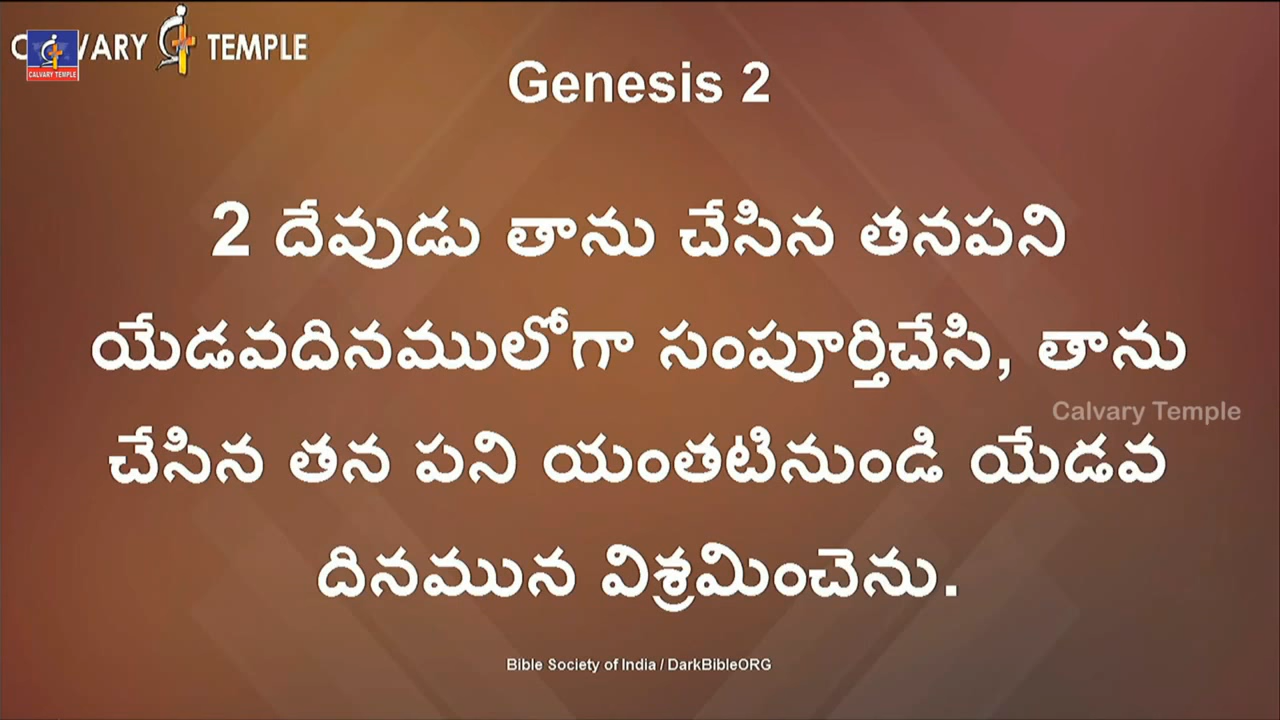 CALVARY TEMPLE
CALVARY TEMPLE
Genesis 2
2 దేవుడు తాను చేసిన తనపని
యేడవదినములోగా సంపూర్తిచేసి, తాను
Calvary Temple
చేసిన తన పని యంతటినుండి యేడవ
దినమున విశ్రమించెను.
Bible Society of India / DarkBibleORG